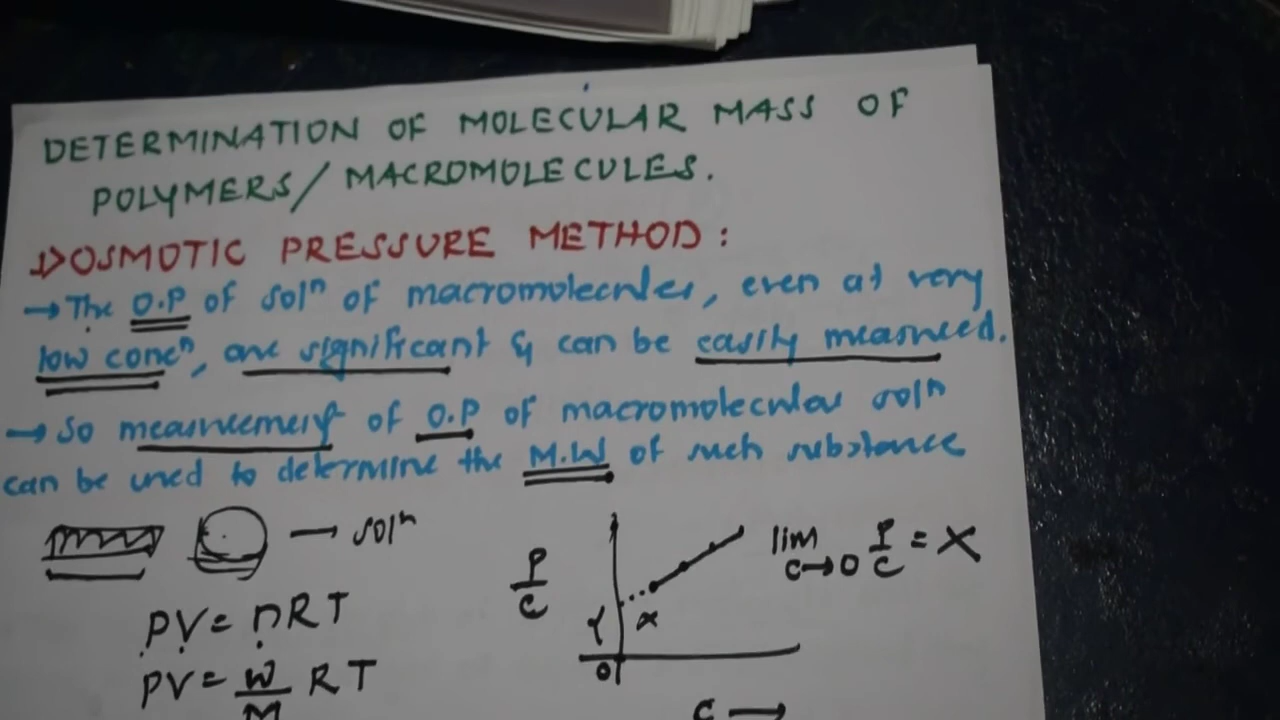 DETERMINATION OF MOLECULAR MASS OF
POLYMERS/MACROMOLECULES.
1) OSMOTIC PRESSURE METHOD:
→ The O.P of solⁿ of macromolecules, even at very
low concⁿ, are significant & can be easily measured.
→ So measurement of O.P of macromolecular solⁿ
can be used to determine the M.W of such substance
→ solⁿ
P/C
lim C→0 P/C = X
PV = nRT
x
O
PV = W/M RT
C →